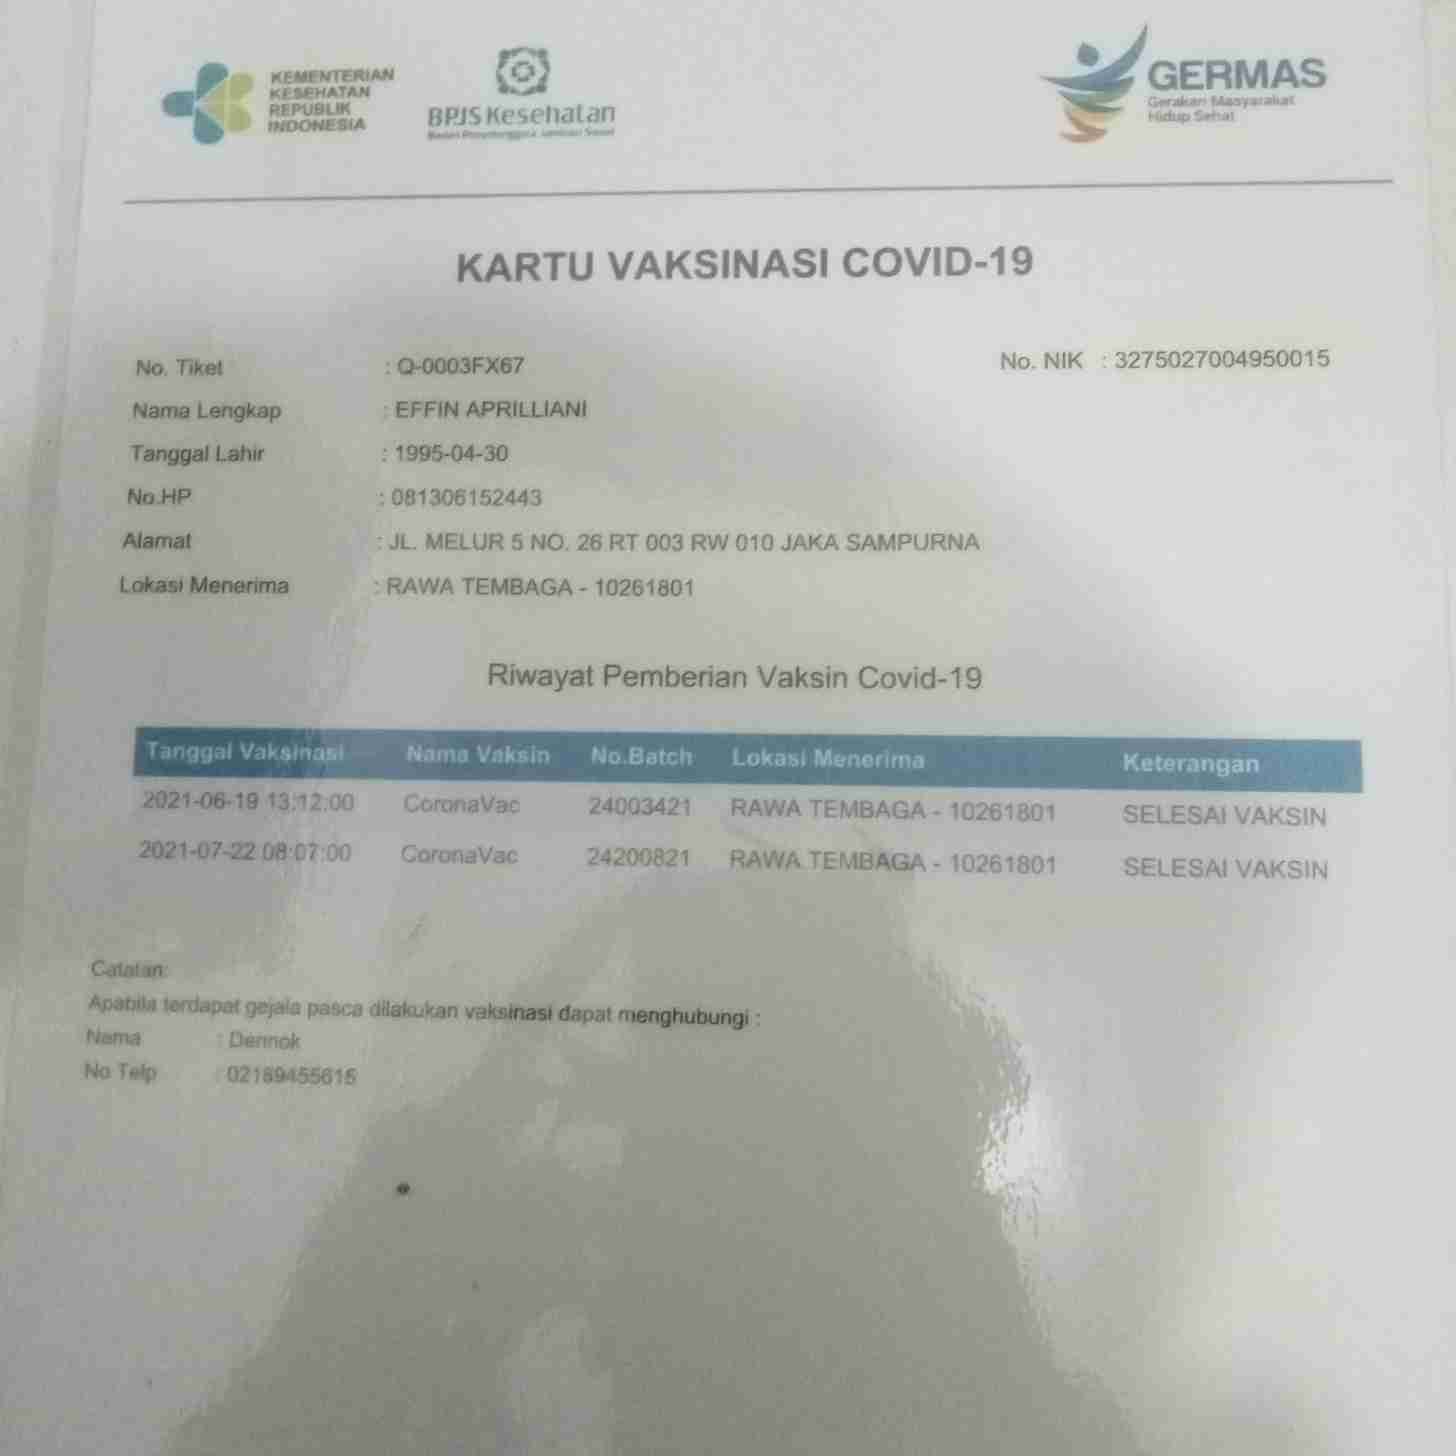 KEMENTERIAN
KESEHATAN
REPUBLIK
INDONESIA
BPJS Kesehatan
Badan Penyelenggara Jaminan Sosial
GERMAS
Gerakan Masyarakat
Hidup Sehat
KARTU VAKSINASI COVID-19
No. Tiket : Q-0003FX67 No. NIK : 3275027004950015
Nama Lengkap : EFFIN APRILLIANI
Tanggal Lahir : 1995-04-30
No.HP : 081306152443
Alamat : JL. MELUR 5 NO. 26 RT 003 RW 010 JAKA SAMPURNA
Lokasi Menerima : RAWA TEMBAGA - 10261801
Riwayat Pemberian Vaksin Covid-19
Tanggal Vaksinasi Nama Vaksin No.Batch Lokasi Menerima Keterangan
2021-06-19 13:12:00 CoronaVac 24003421 RAWA TEMBAGA - 10261801 SELESAI VAKSIN
2021-07-22 08:07:00 CoronaVac 24200821 RAWA TEMBAGA - 10261801 SELESAI VAKSIN
Catatan:
Apabila terdapat gejala pasca dilakukan vaksinasi dapat menghubungi :
Nama : Dennok
No Telp : 02189455615